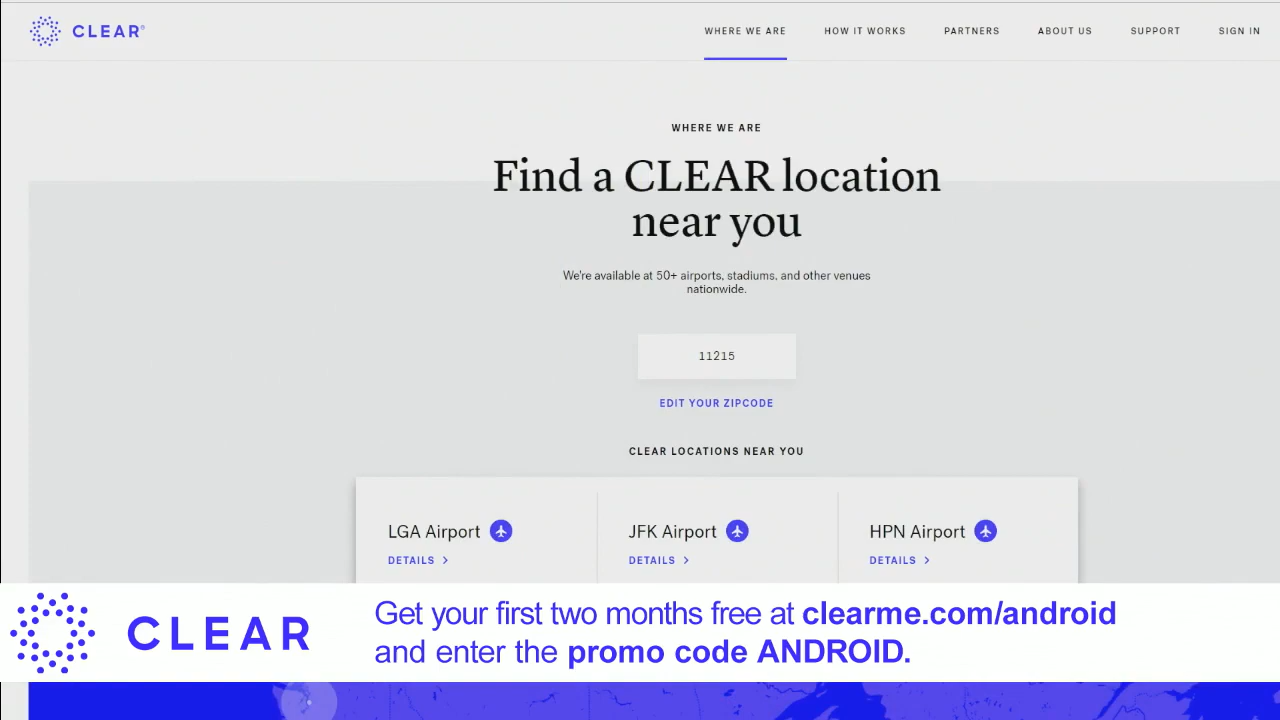 CLEAR®
WHERE WE ARE
HOW IT WORKS
PARTNERS
ABOUT US
SUPPORT
SIGN IN
WHERE WE ARE
Find a CLEAR location
near you
We're available at 50+ airports, stadiums, and other venues
nationwide.
11215
EDIT YOUR ZIPCODE
CLEAR LOCATIONS NEAR YOU
LGA Airport
DETAILS >
JFK Airport
DETAILS >
HPN Airport
DETAILS >
CLEAR
Get your first two months free at clearme.com/android
and enter the promo code ANDROID.